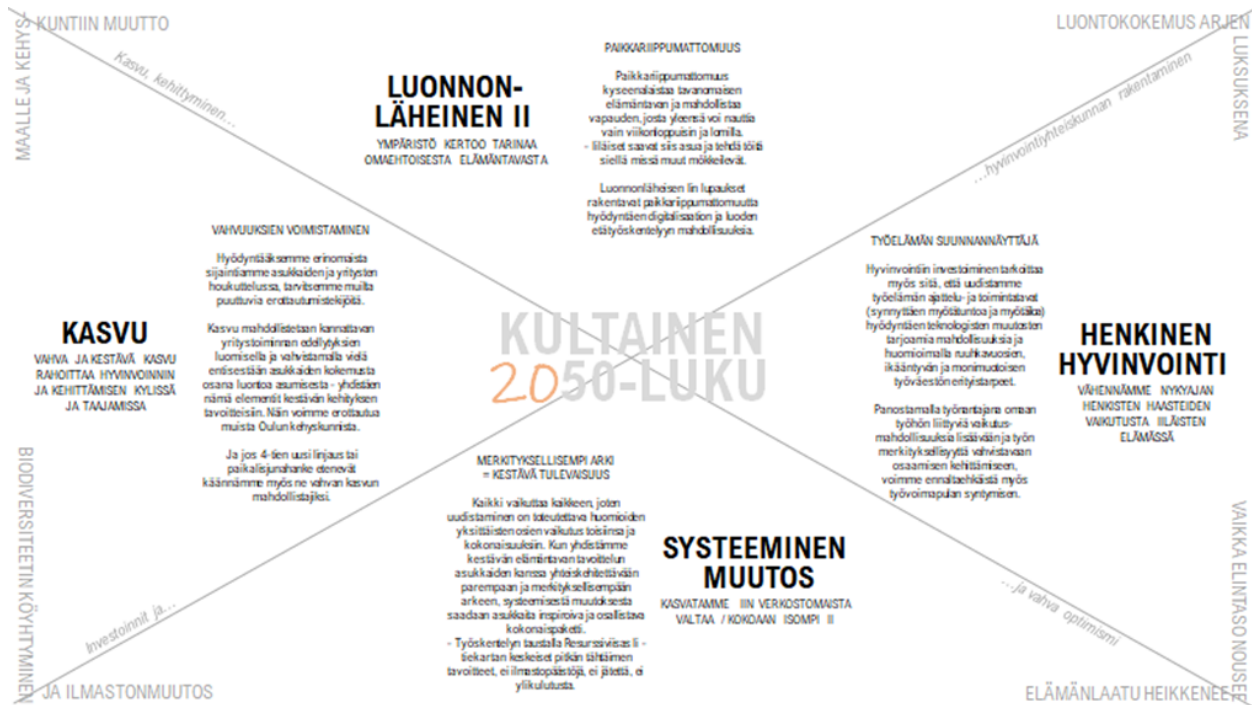 MAALLE JA KEHYS-
KUNTIIN MUUTTO
Kasvu, kehittyminen...
LUONTOKOKEMUS ARJEN
LUKSUKSENA
...hyvinvointiyhteiskunnan rakentaminen
LUONNON-
LÄHEINEN II
YMPÄRISTÖ KERTOO TARINAA
OMAEHTOISESTA ELÄMÄNTAVASTA
PAIKKARIIPPUMATTOMUUS
Paikkariippumattomuus
kyseenalaistaa tavanomaisen
elämäntavan ja mahdollistaa
vapauden, josta yleensä voi nauttia
vain viikonloppuisin ja lomilla.
- Iiläiset saavat siis asua ja tehdä töitä
siellä missä muut mökkeilevät.
Luonnonläheisen Iin lupaukset
rakentavat paikkariippumattomuutta
hyödyntäen digitalisaation ja luoden
etätyöskentelyyn mahdollisuuksia.
KASVU
VAHVA JA KESTÄVÄ KASVU
RAHOITTAA HYVINVOINNIN
JA KEHITTÄMISEN KYLISSÄ
JA TAAJAMISSA
VAHVUUKSIEN VOIMISTAMINEN
Hyödyntääksemme erinomaista
sijaintiamme asukkaiden ja yritysten
houkuttelussa, tarvitsemme muilta
puuttuvia erottautumistekijöitä.
Kasvu mahdollistetaan kannattavan
yritystoiminnan edellytyksien
luomisella ja vahvistamalla vielä
entisestään asukkaiden kokemusta
osana luontoa asumisesta - yhdistäen
nämä elementit kestävän kehityksen
tavoitteisiin. Näin voimme erottautua
muista Oulun kehyskunnista.
Ja jos 4-tien uusi linjaus tai
paikallisjunahanke etenevät
käännämme myös ne vahvan kasvun
mahdollistajiksi.
KULTAINEN
2050-LUKU
TYÖELÄMÄN SUUNNANNÄYTTÄJÄ
Hyvinvointiin investoiminen tarkoittaa
myös sitä, että uudistamme
työelämän ajattelu- ja toimintatavat
(synnyttäen myötätuntoa ja myötäiloa)
hyödyntäen teknologisten muutosten
tarjoamia mahdollisuuksia ja
huomioimalla ruuhkavuosien,
ikääntyvän ja monimuotoisen
työväestön erityistarpeet.
Panostamalla työnantajana omaan
työhön liittyviä vaikutus-
mahdollisuuksia lisäävään ja työn
merkityksellisyyttä vahvistavaan
osaamisen kehittämiseen,
voimme ennaltaehkäistä myös
työvoimapulan syntymisen.
HENKINEN
HYVINVOINTI
VÄHENNÄMME NYKYAJAN
HENKISTEN HAASTEIDEN
VAIKUTUSTA IILÄISTEN
ELÄMÄSSÄ
MERKITYKSELLISEMPI ARKI
= KESTÄVÄ TULEVAISUUS
Kaikki vaikuttaa kaikkeen, joten
uudistaminen on toteutettava huomioiden
yksittäisten osien vaikutus toisiinsa ja
kokonaisuuksiin. Kun yhdistämme
kestävän elämäntavan tavoittelun
asukkaiden kanssa yhteiskehitettävään
parempaan ja merkityksellisempään
arkeen, systeemisestä muutoksesta
saadaan asukkaita inspiroiva ja osallistava
kokonaispaketti.
- Työskentelyn taustalla Resurssiviisas Ii -
tiekartan keskeiset pitkän tähtäimen
tavoitteet, ei ilmastopäästöjä, ei jätettä, ei
ylikulutusta.
SYSTEEMINEN
MUUTOS
KASVATAMME IIN VERKOSTOMAISTA
VALTAA / KOKOAAN ISOMPI II
BIODIVERSITEETIN KÖYHTYMINEN
JA ILMASTONMUUTOS
Investoinnit ja...
...ja vahva optimismi
VAIKKA ELINTASO NOUSEE
ELÄMÄNLAATU HEIKKENEE